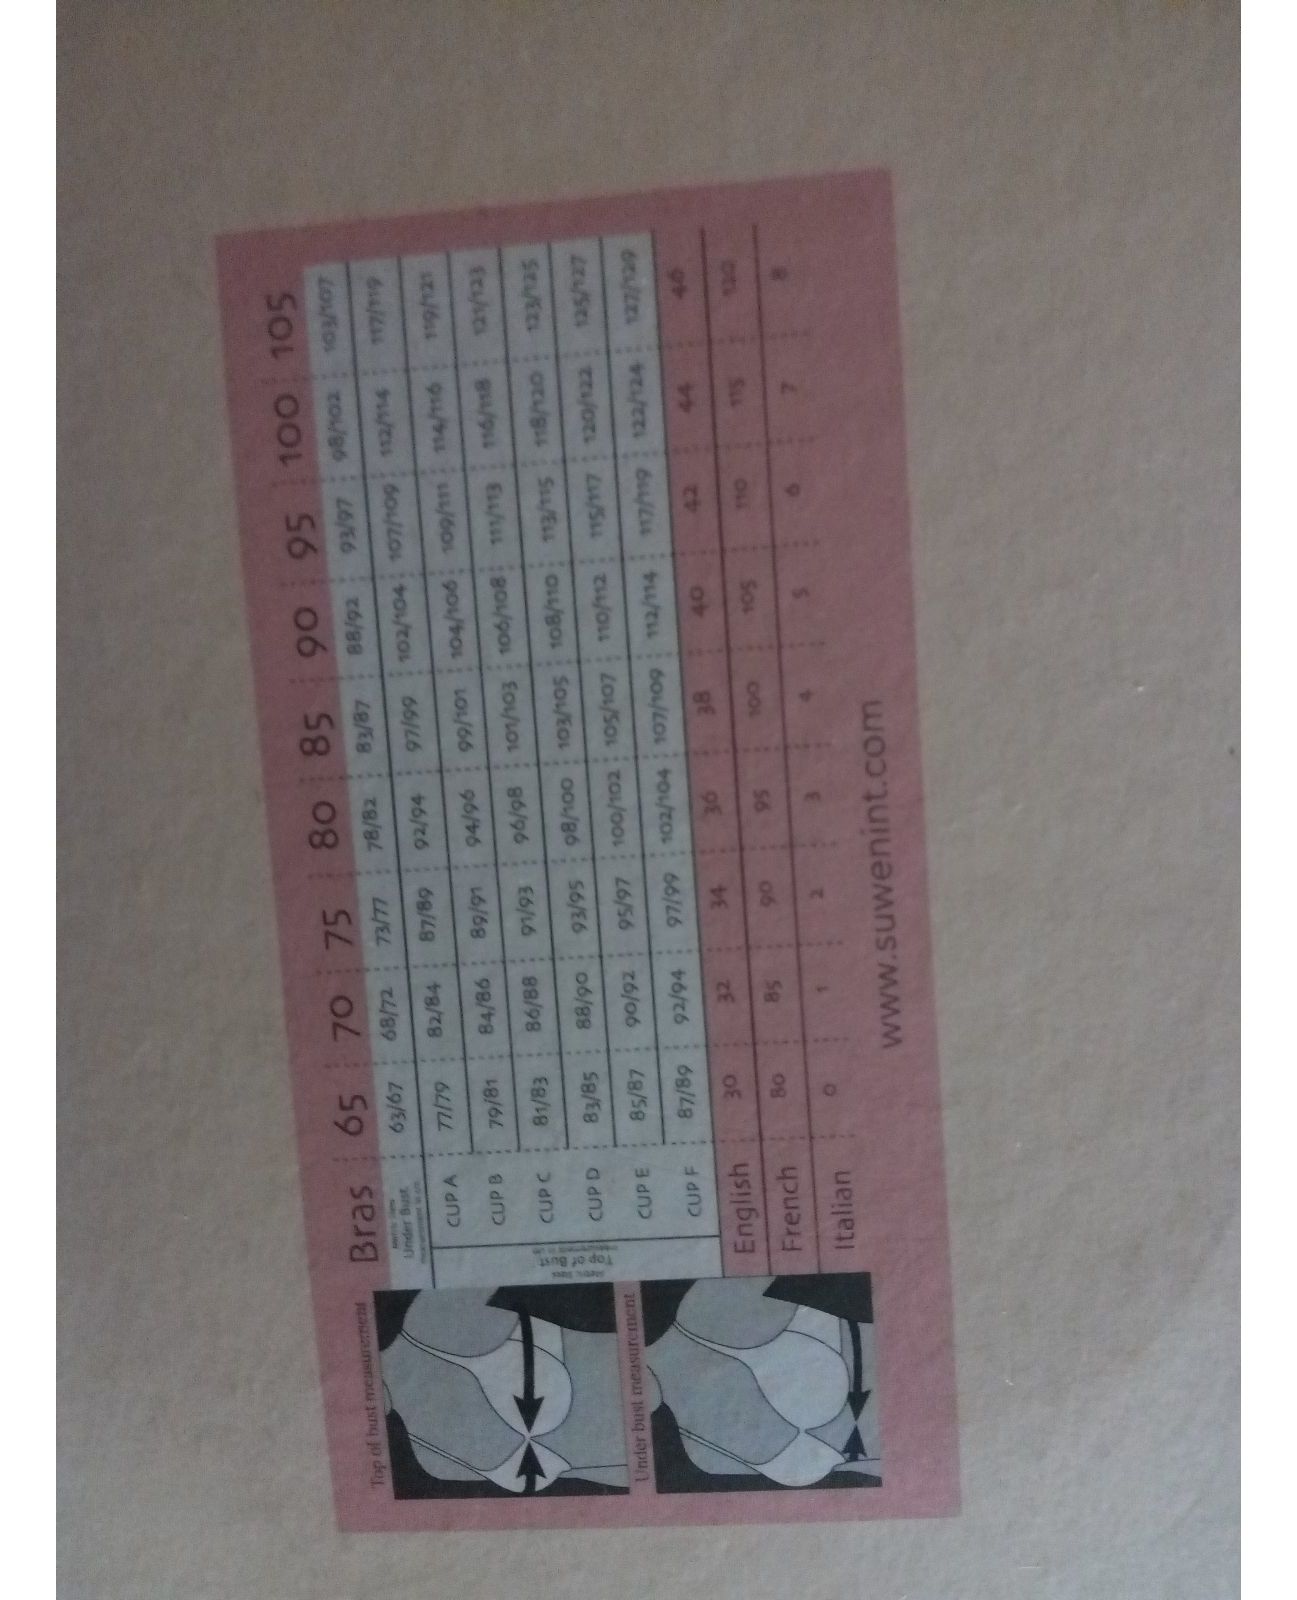 Top of bust measurement
Under bust measurement
Bras 65 70 75 80 85 90 95 100 105
Under Bust 63/67 68/72 73/77 78/82 83/87 88/92 93/97 98/102 103/107
Top of Bust
CUP A 77/79 82/84 87/89 92/94 97/99 102/104 107/109 112/114 117/119
CUP B 79/81 84/86 89/91 94/96 99/101 104/106 109/111 114/116 119/121
CUP C 81/83 86/88 91/93 96/98 101/103 106/108 111/113 116/118 121/123
CUP D 83/85 88/90 93/95 98/100 103/105 108/110 113/115 118/120 123/125
CUP E 85/87 90/92 95/97 100/102 105/107 110/112 115/117 120/122 125/127
CUP F 87/89 92/94 97/99 102/104 107/109 112/114 117/119 122/124 127/129
English 30 32 34 36 38 40 42 44 46
French 80 85 90 95 100 105 110 115 120
Italian 0 1 2 3 4 5 6 7 8
www.suwenint.com